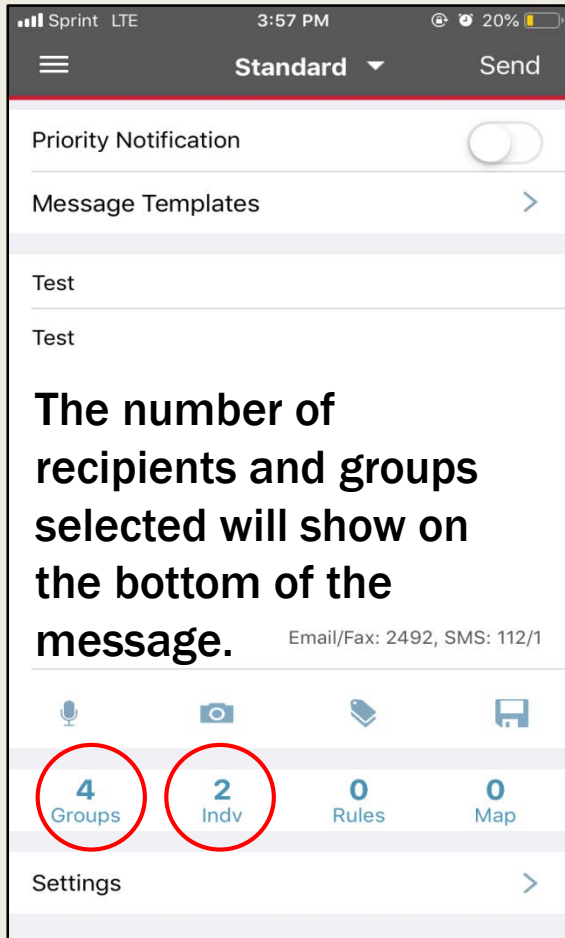 Sprint LTE 3:57 PM 20%
Standard Send
Priority Notification
Message Templates
Test
Test
The number of
recipients and groups
selected will show on
the bottom of the
message. Email/Fax: 2492, SMS: 112/1
4 2 0 0
Groups Indv Rules Map
Settings